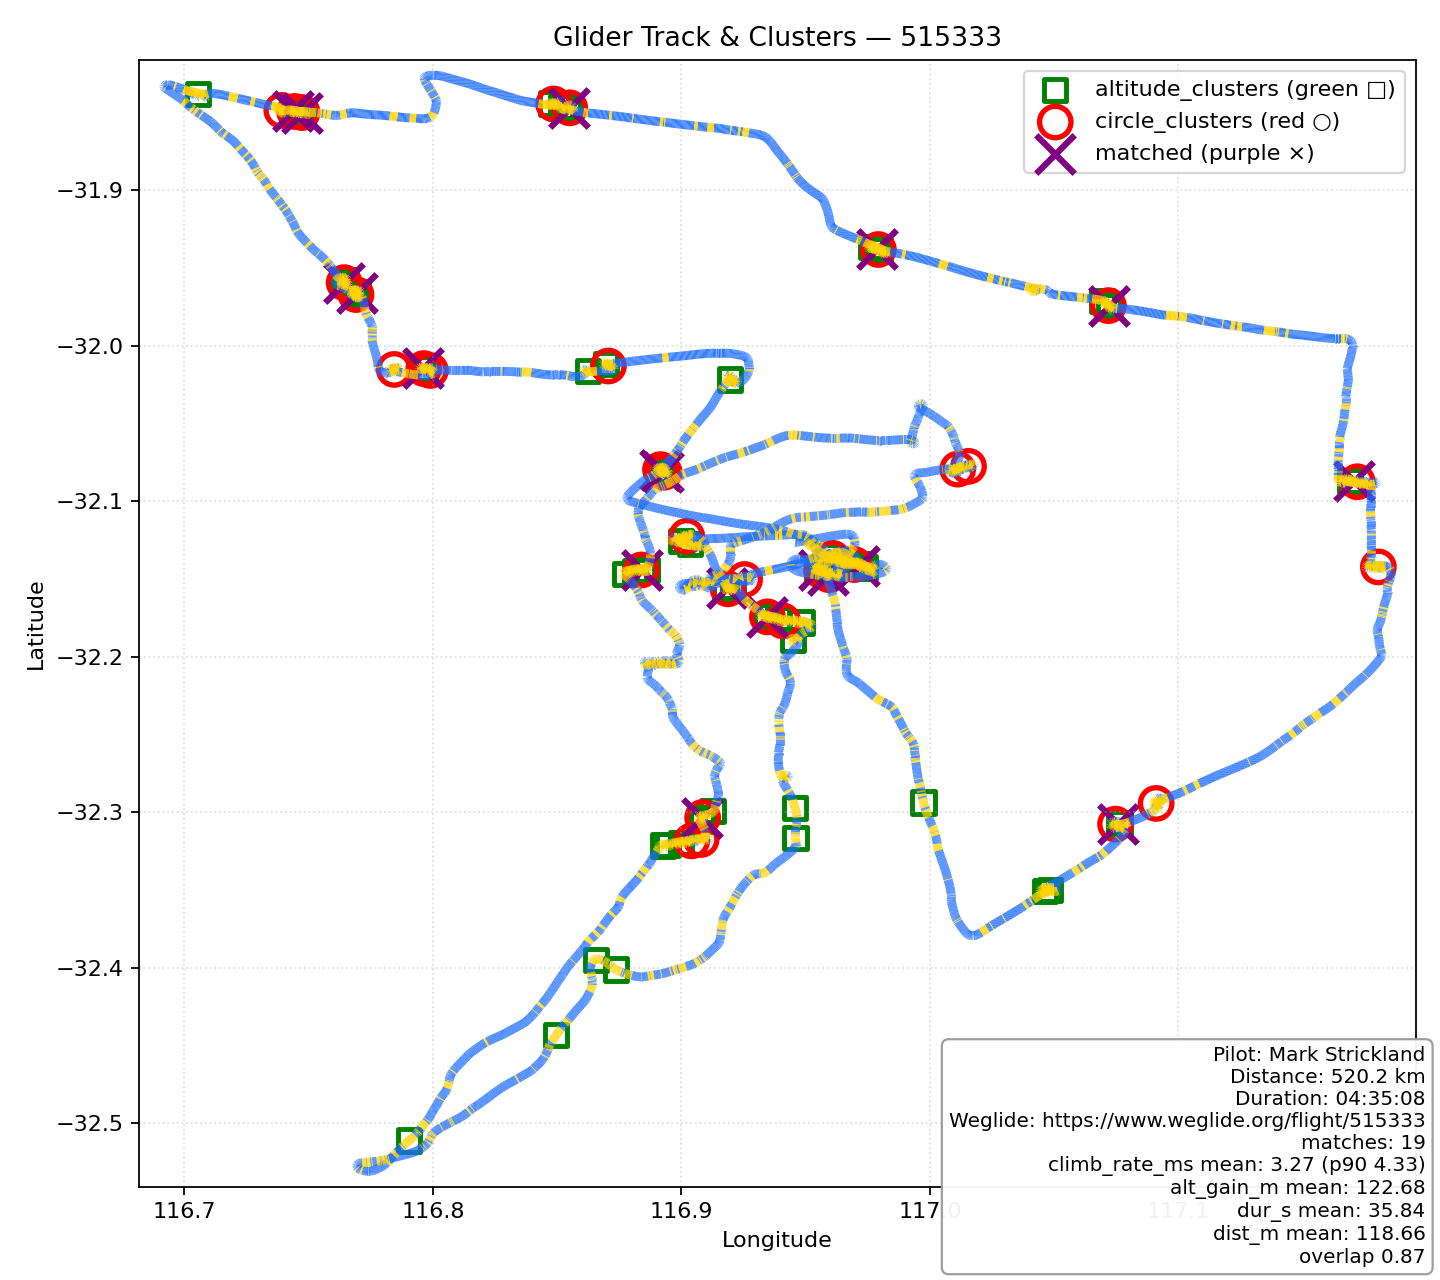 Glider Track & Clusters — 515333
altitude_clusters (green □)
circle_clusters (red ○)
matched (purple ×)
−31.9
−32.0
−32.1
−32.2
−32.3
−32.4
−32.5
Latitude
116.7
116.8
116.9
117.0
117.1
Longitude
Pilot: Mark Strickland
Distance: 520.2 km
Duration: 04:35:08
Weglide: https://www.weglide.org/flight/515333
matches: 19
climb_rate_ms mean: 3.27 (p90 4.33)
alt_gain_m mean: 122.68
dur_s mean: 35.84
dist_m mean: 118.66
overlap 0.87